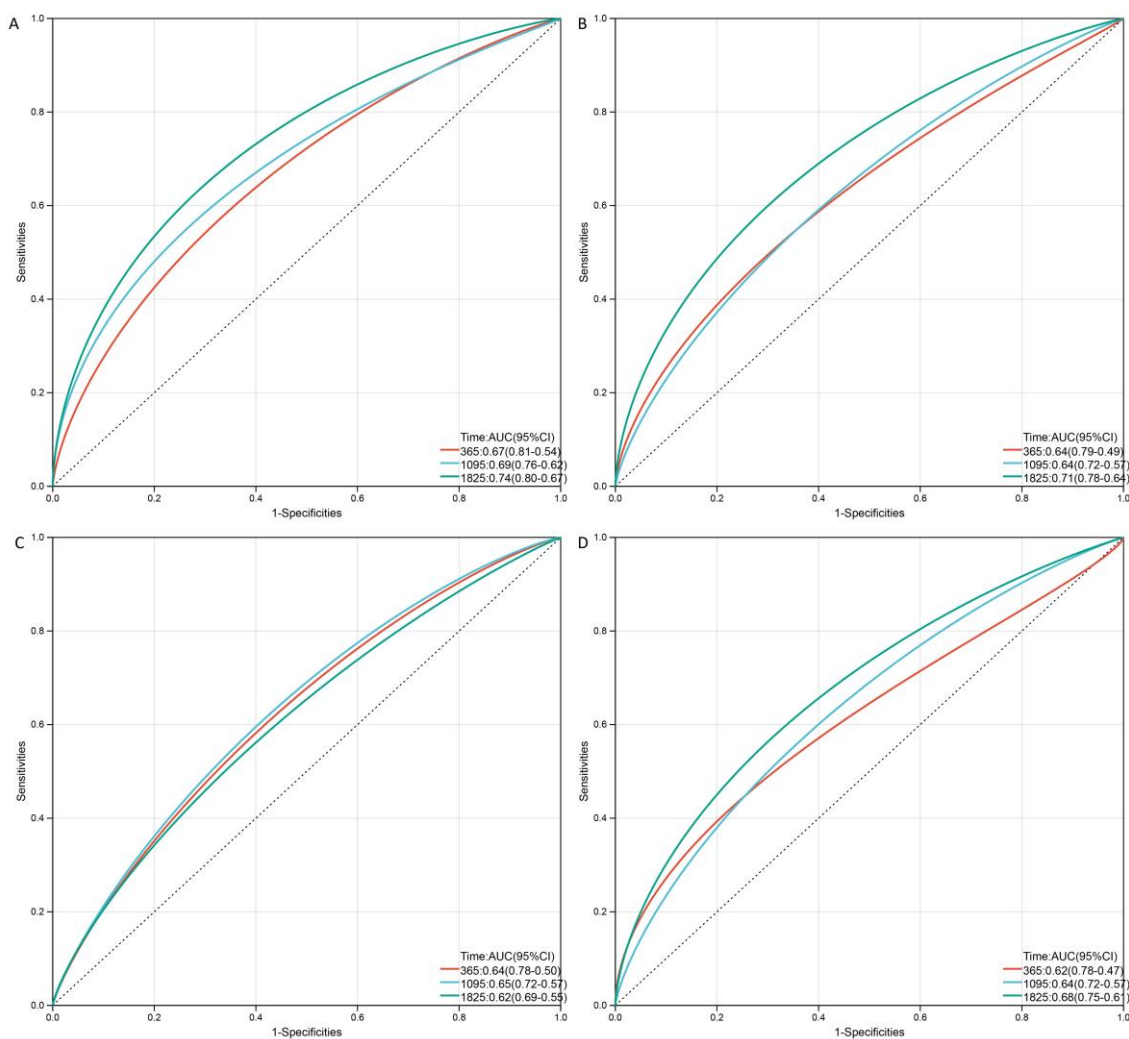 A
1.0
0.8
0.6
0.4
0.2
0.0
Sensitivities
0.0 0.2 0.4 0.6 0.8 1.0
1-Specificities
Time:AUC(95%CI)
365:0.67(0.81-0.54)
1095:0.69(0.76-0.62)
1825:0.74(0.80-0.67)
B
1.0
0.8
0.6
0.4
0.2
0.0
Sensitivities
0.0 0.2 0.4 0.6 0.8 1.0
1-Specificities
Time:AUC(95%CI)
365:0.64(0.79-0.49)
1095:0.64(0.72-0.57)
1825:0.71(0.78-0.64)
C
1.0
0.8
0.6
0.4
0.2
0.0
Sensitivities
0.0 0.2 0.4 0.6 0.8 1.0
1-Specificities
Time:AUC(95%CI)
365:0.64(0.78-0.50)
1095:0.65(0.72-0.57)
1825:0.62(0.69-0.55)
D
1.0
0.8
0.6
0.4
0.2
0.0
Sensitivities
0.0 0.2 0.4 0.6 0.8 1.0
1-Specificities
Time:AUC(95%CI)
365:0.62(0.78-0.47)
1095:0.64(0.72-0.57)
1825:0.68(0.75-0.61)